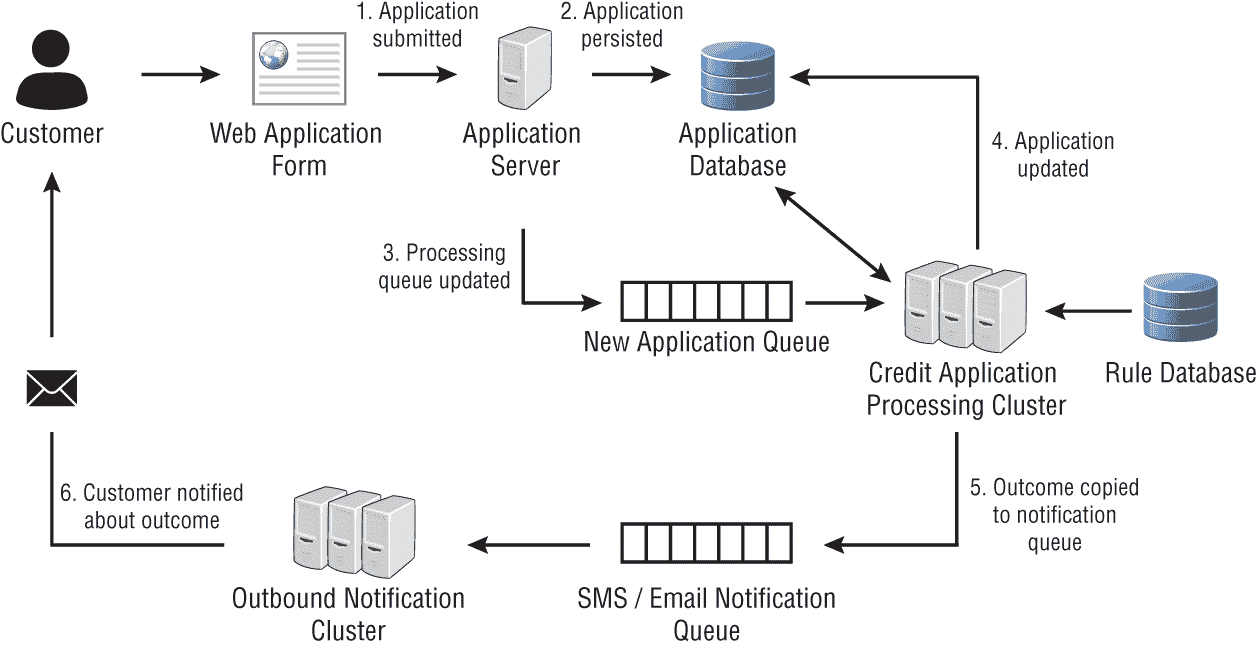 1. Application
submitted
2. Application
persisted
Customer
Web Application
Form
Application
Server
Application
Database
4. Application
updated
3. Processing
queue updated
New Application Queue
Credit Application
Processing Cluster
Rule Database
6. Customer notified
about outcome
5. Outcome copied
to notification
queue
Outbound Notification
Cluster
SMS / Email Notification
Queue